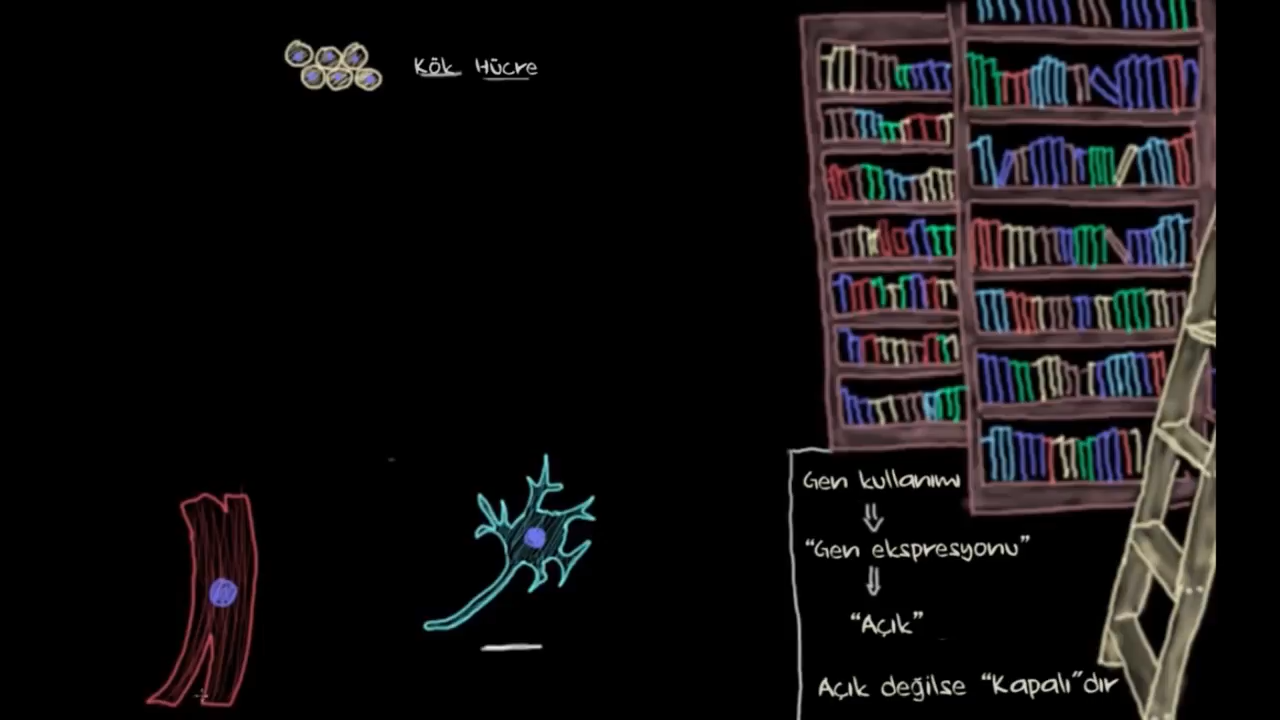 Kök Hücre
Gen kullanımı
“Gen ekspresyonu”
“Açık”
Açık değilse “Kapalı”dır